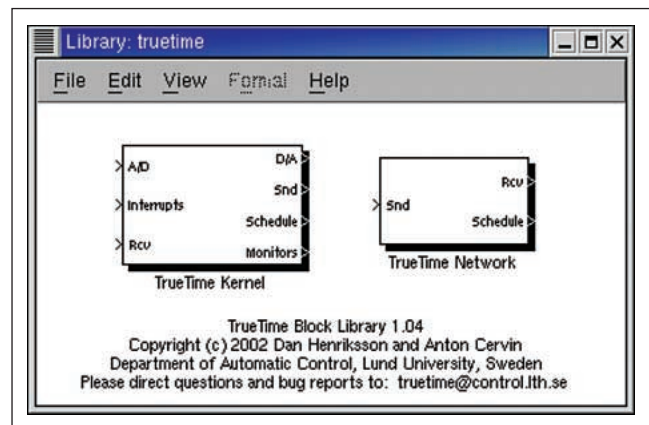 Library: truetime
File Edit View Format Help
A/D
Interrupts
Rcv
D/A
Snd
Schedule
Monitors
TrueTime Kernel
Snd
Rcv
Schedule
TrueTime Network
TrueTime Block Library 1.04
Copyright (c) 2002 Dan Henriksson and Anton Cervin
Department of Automatic Control, Lund University, Sweden
Please direct questions and bug reports to: truetime@control.lth.se